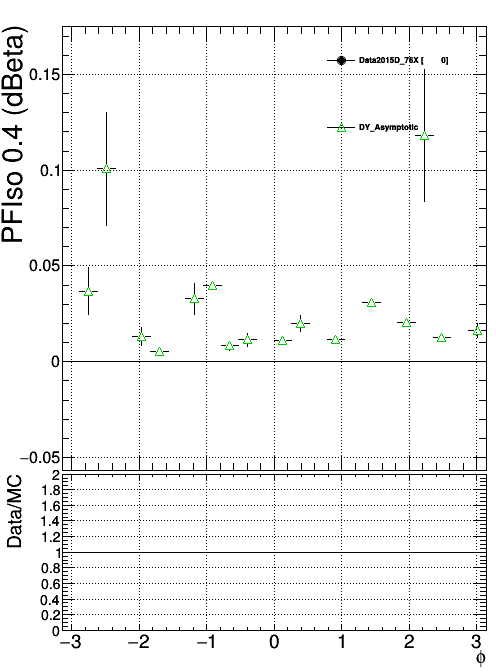 PFIso 0.4 (dBeta)
0.15
0.1
0.05
0
−0.05
Data2015D_76X [ 0]
DY_Asymptotic
Data/MC
2
1.8
1.6
1.4
1.2
1
0.8
0.6
0.4
0.2
0
−3 −2 −1 0 1 2 3
φ